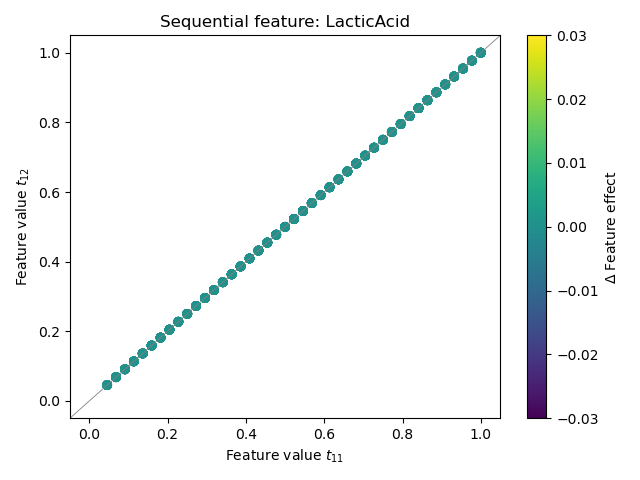 Sequential feature: LacticAcid
1.0
0.8
0.6
0.4
0.2
0.0
Feature value t₁₂
0.0 0.2 0.4 0.6 0.8 1.0
Feature value t₁₁
0.03
0.02
0.01
0.00
−0.01
−0.02
−0.03
Δ Feature effect